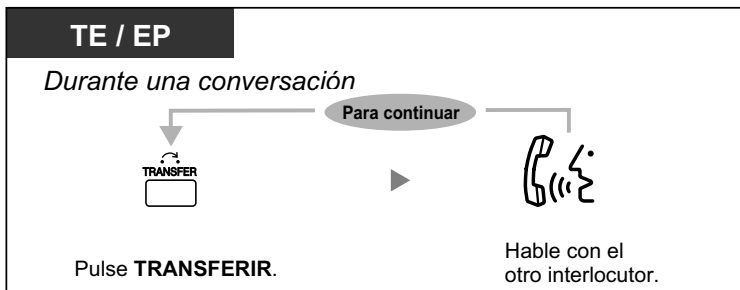 TE / EP
Durante una conversación
Para continuar
TRANSFER
Pulse TRANSFERIR.
Hable con el
otro interlocutor.